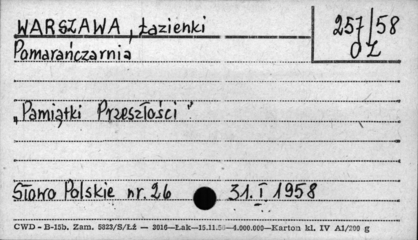 WARSZAWA, Łazienki
257/58
Pomarańczarnia
OZ
„Pamiątki Przeszłości”
Słowo Polskie nr. 26 31.I 1958
CWD - B-15b. Zam. 5823/S/Łż — 3016—Łak—15.11.56—4.000.000—Karton kl. IV A1/200 g